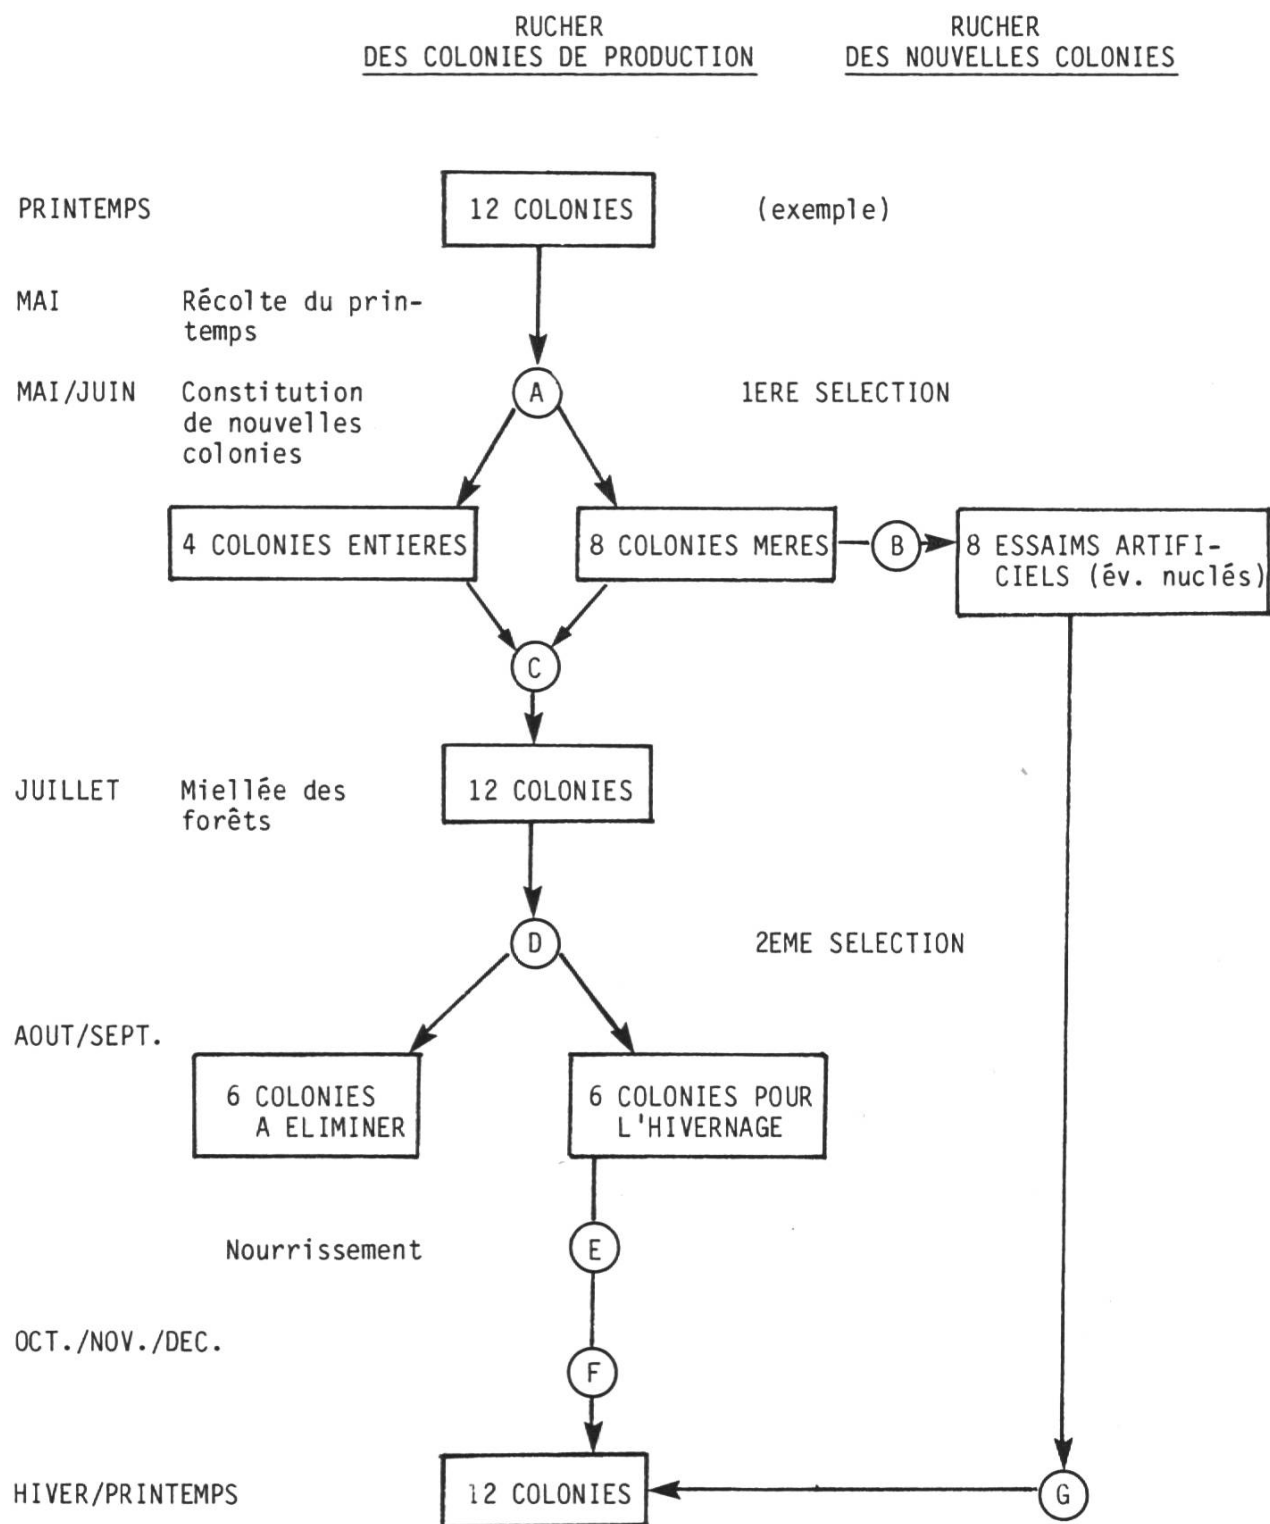 RUCHER
DES COLONIES DE PRODUCTION
RUCHER
DES NOUVELLES COLONIES
PRINTEMPS
12 COLONIES
(exemple)
MAI
Récolte du prin-
temps
MAI/JUIN
Constitution
de nouvelles
colonies
A
1ERE SELECTION
4 COLONIES ENTIERES
8 COLONIES MERES
B
8 ESSAIMS ARTIFI-
CIELS (év. nuclés)
C
JUILLET
Miellée des
forêts
12 COLONIES
D
2EME SELECTION
AOUT/SEPT.
6 COLONIES
A ELIMINER
6 COLONIES POUR
L'HIVERNAGE
Nourrissement
E
OCT./NOV./DEC.
F
HIVER/PRINTEMPS
12 COLONIES
G